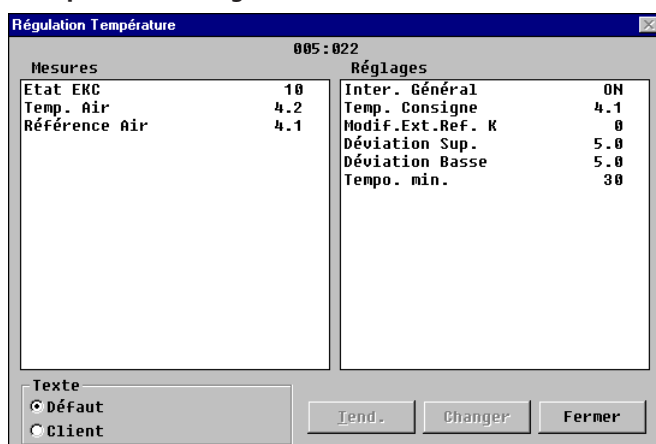 Régulation Température
005:022
Mesures
Réglages
Etat EKC 10
Temp. Air 4.2
Référence Air 4.1
Inter. Général ON
Temp. Consigne 4.1
Modif.Ext.Ref. K 0
Déviation Sup. 5.0
Déviation Basse 5.0
Tempo. min. 30
Texte
Défaut
Client
Tend.
Changer
Fermer